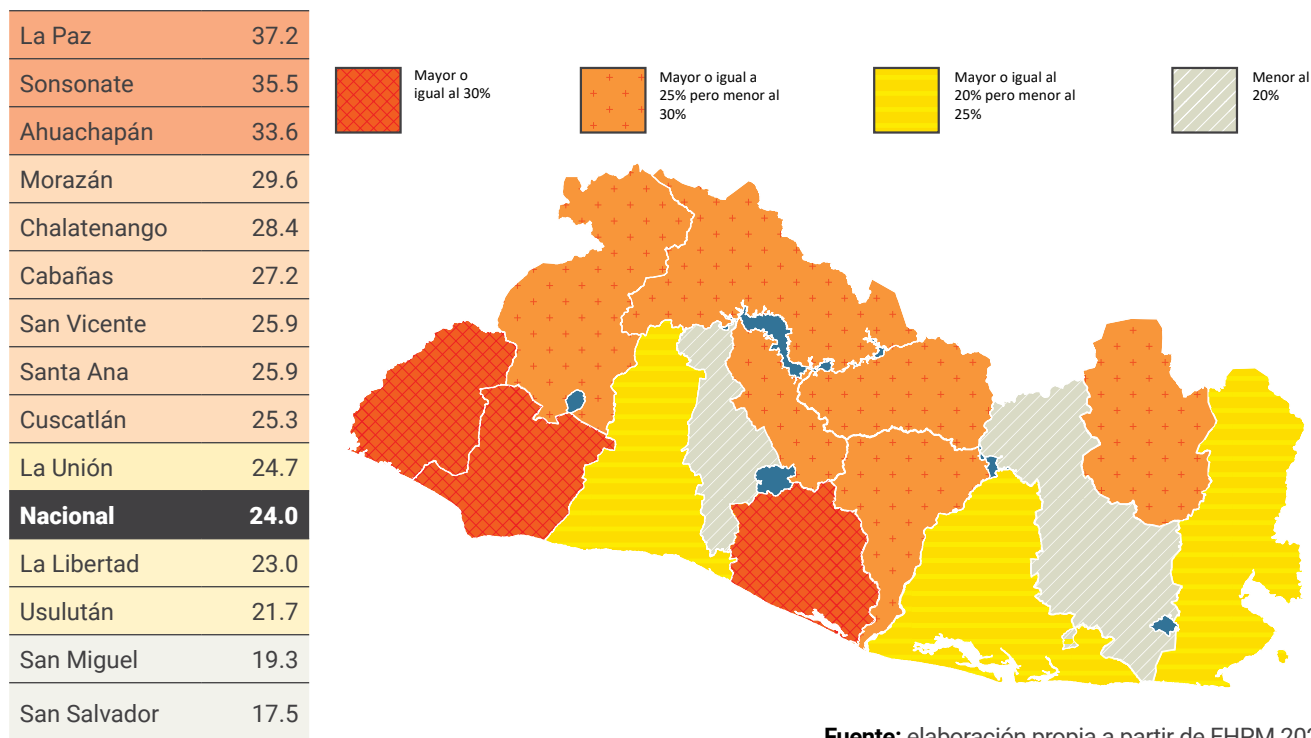 La Paz 37.2
Sonsonate 35.5
Ahuachapán 33.6
Morazán 29.6
Chalatenango 28.4
Cabañas 27.2
San Vicente 25.9
Santa Ana 25.9
Cuscatlán 25.3
La Unión 24.7
Nacional 24.0
La Libertad 23.0
Usulután 21.7
San Miguel 19.3
San Salvador 17.5
Mayor o
igual al 30%
Mayor o igual a
25% pero menor al
30%
Mayor o igual al
20% pero menor al
25%
Menor al
20%
Fuente: elaboración propia a partir de EHPM